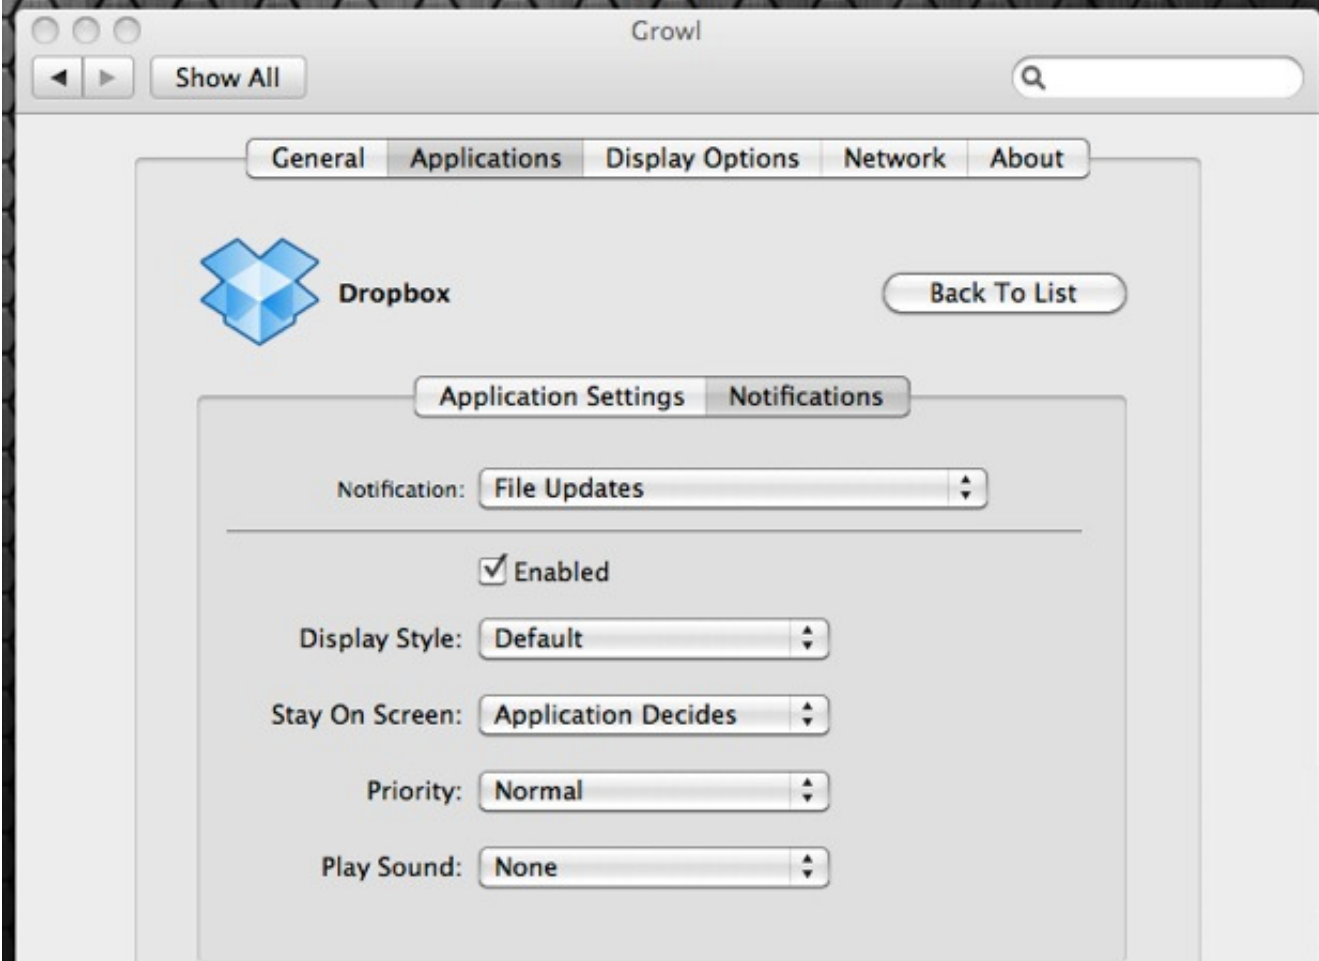 Growl
Show All
General Applications Display Options Network About
Dropbox Back To List
Application Settings Notifications
Notification: File Updates
Enabled
Display Style: Default
Stay On Screen: Application Decides
Priority: Normal
Play Sound: None